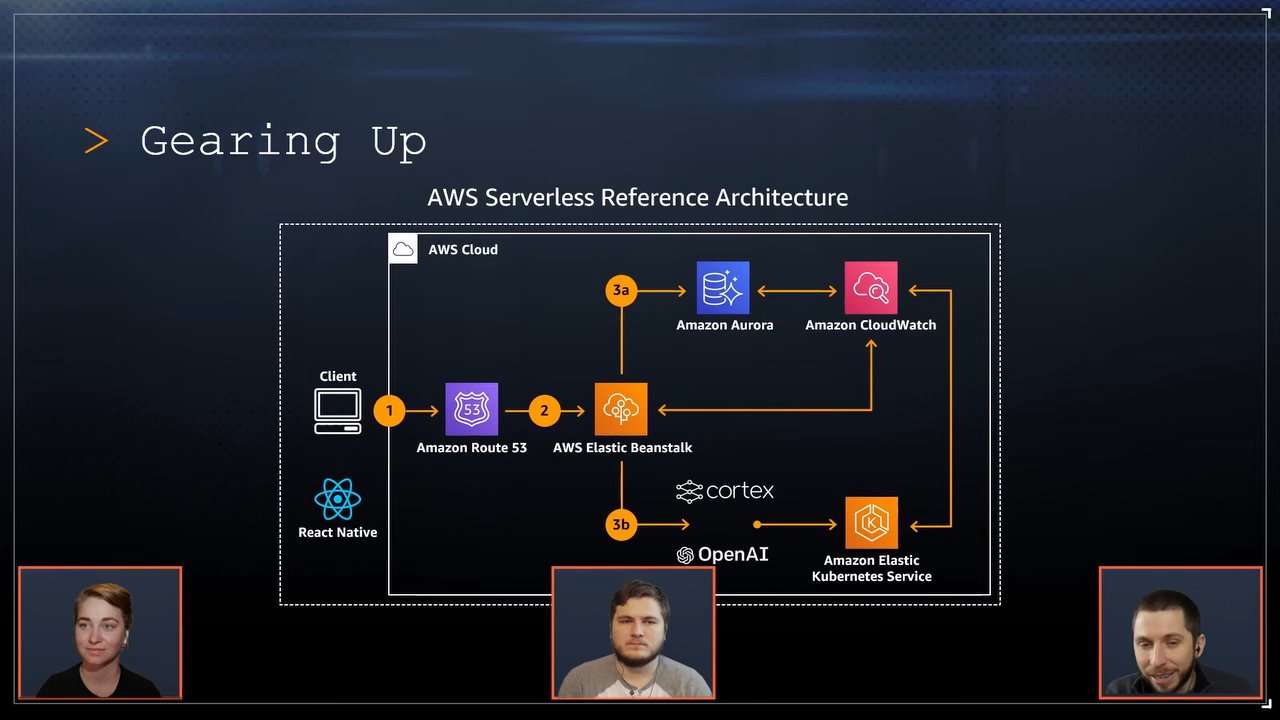 > Gearing Up
AWS Serverless Reference Architecture
AWS Cloud
3a
Amazon Aurora
Amazon CloudWatch
Client
1
53
2
Amazon Route 53
AWS Elastic Beanstalk
cortex
React Native
3b
K
OpenAI
Amazon Elastic
Kubernetes Service